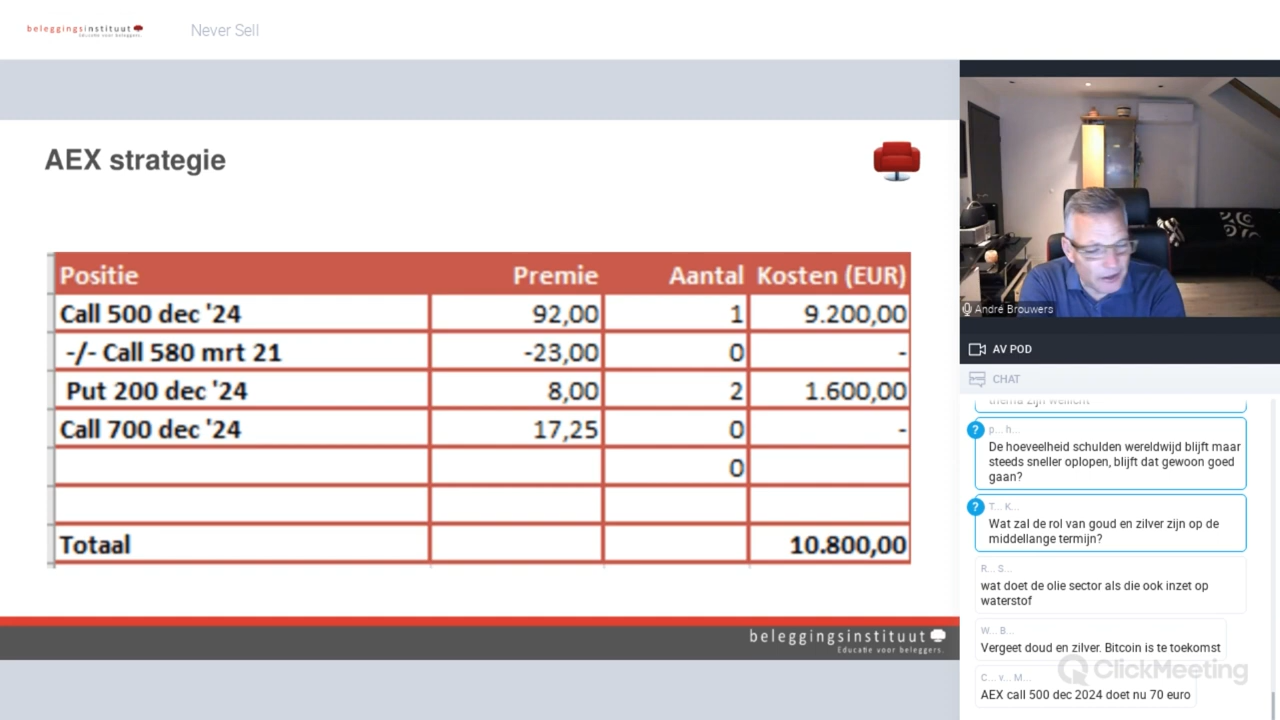 beleggingsinstituut
Educatie voor beleggers.
Never Sell
AEX strategie
Positie Premie Aantal Kosten (EUR)
Call 500 dec '24 92,00 1 9.200,00
-/- Call 580 mrt 21 -23,00 0 -
Put 200 dec '24 8,00 2 1.600,00
Call 700 dec '24 17,25 0 -
0
Totaal 10.800,00
beleggingsinstituut
Educatie voor beleggers.
André Brouwers
AV POD
CHAT
thema zijn wellicht
? p... h...
De hoeveelheid schulden wereldwijd blijft maar
steeds sneller oplopen, blijft dat gewoon goed
gaan?
? T... K...
Wat zal de rol van goud en zilver zijn op de
middellange termijn?
R... S...
wat doet de olie sector als die ook inzet op
waterstof
W... B...
Vergeet doud en zilver. Bitcoin is te toekomst
ClickMeeting
C... v... M...
AEX call 500 dec 2024 doet nu 70 euro